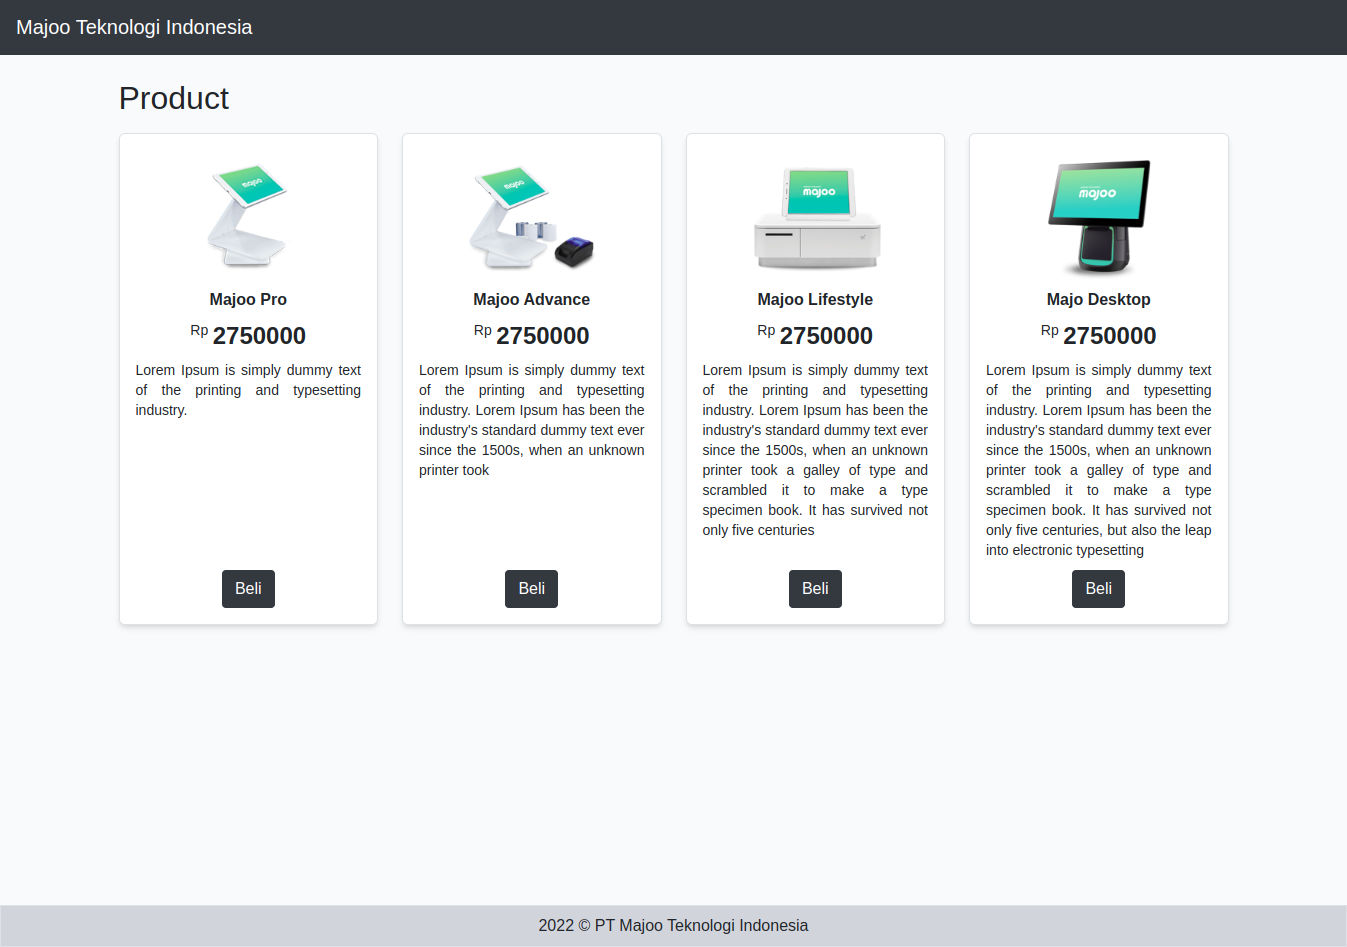 Majoo Teknologi Indonesia
Product
majoo
Majoo Pro
Rp 2750000
Lorem Ipsum is simply dummy text
of the printing and typesetting
industry.
Beli
majoo
Majoo Advance
Rp 2750000
Lorem Ipsum is simply dummy text
of the printing and typesetting
industry. Lorem Ipsum has been the
industry's standard dummy text ever
since the 1500s, when an unknown
printer took
Beli
majoo
Majoo Lifestyle
Rp 2750000
Lorem Ipsum is simply dummy text
of the printing and typesetting
industry. Lorem Ipsum has been the
industry's standard dummy text ever
since the 1500s, when an unknown
printer took a galley of type and
scrambled it to make a type
specimen book. It has survived not
only five centuries
Beli
majoo
Majo Desktop
Rp 2750000
Lorem Ipsum is simply dummy text
of the printing and typesetting
industry. Lorem Ipsum has been the
industry's standard dummy text ever
since the 1500s, when an unknown
printer took a galley of type and
scrambled it to make a type
specimen book. It has survived not
only five centuries, but also the leap
into electronic typesetting
Beli
2022 © PT Majoo Teknologi Indonesia